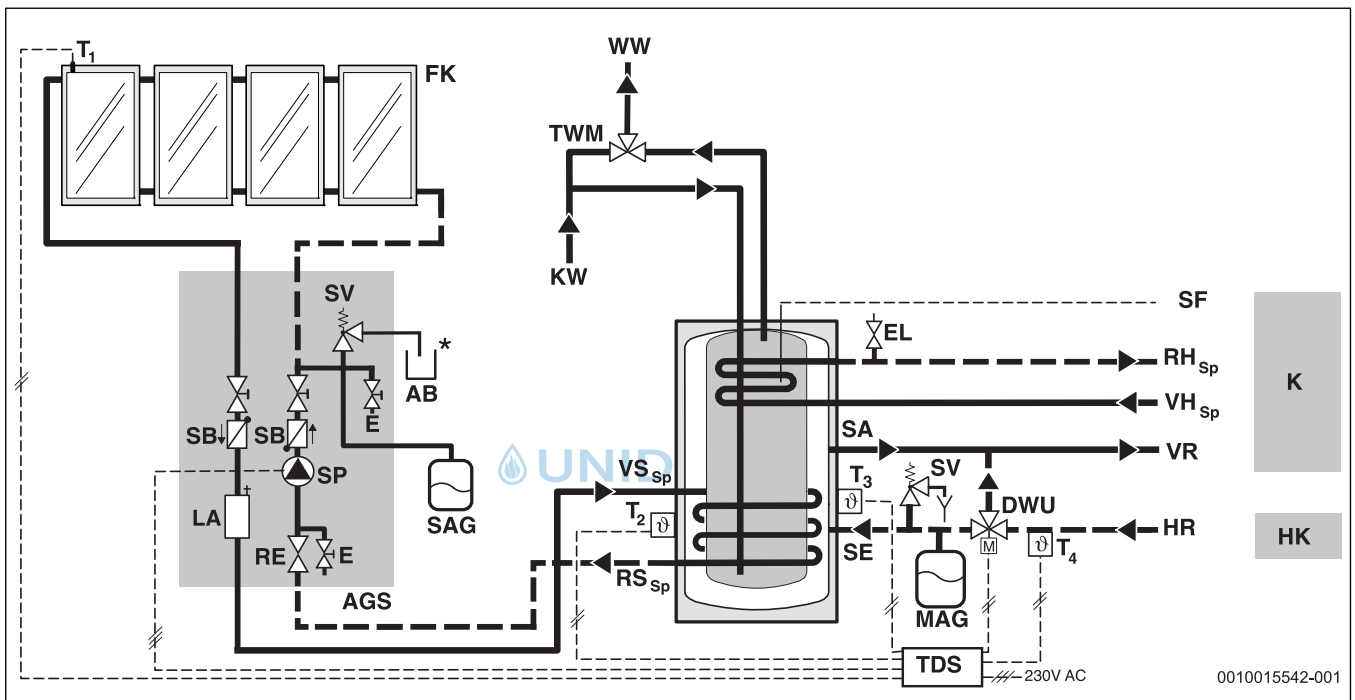 T1
FK
WW
TWM
KW
SV
* AB
E
SB
SB
SP
LA
RE
E
AGS
SAG
UNID
VSSp
T2
RSSp
SF
EL
RHSp
VHSp
K
SA
VR
T3
SV
DWU
SE
HR
HK
M
T4
MAG
TDS
230V AC
0010015542-001
ϑ
ϑ
ϑ
+